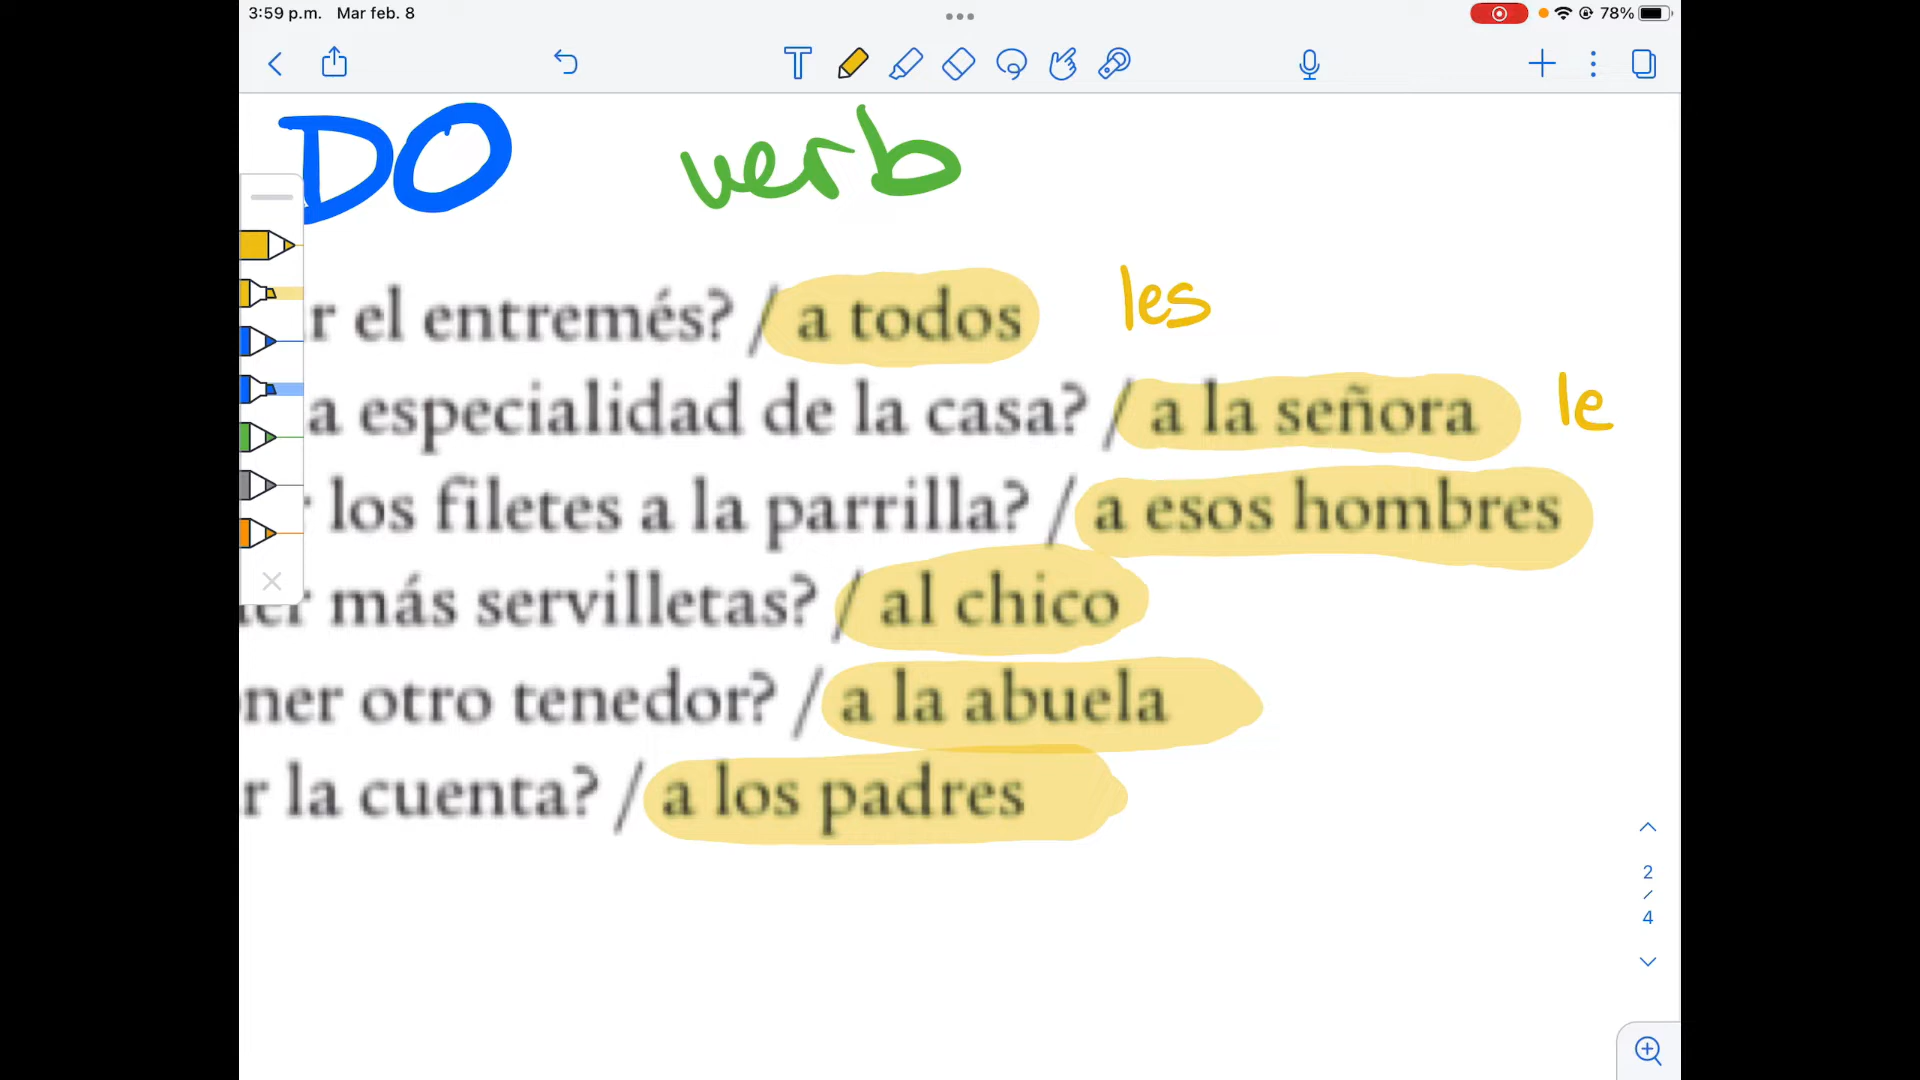 3:59 p.m. Mar feb. 8
78%
T
DO verb
r el entremés? / a todos les
a especialidad de la casa? / a la señora le
los filetes a la parrilla? / a esos hombres
más servilletas? / al chico
ner otro tenedor? / a la abuela
r la cuenta? / a los padres
2
/
4